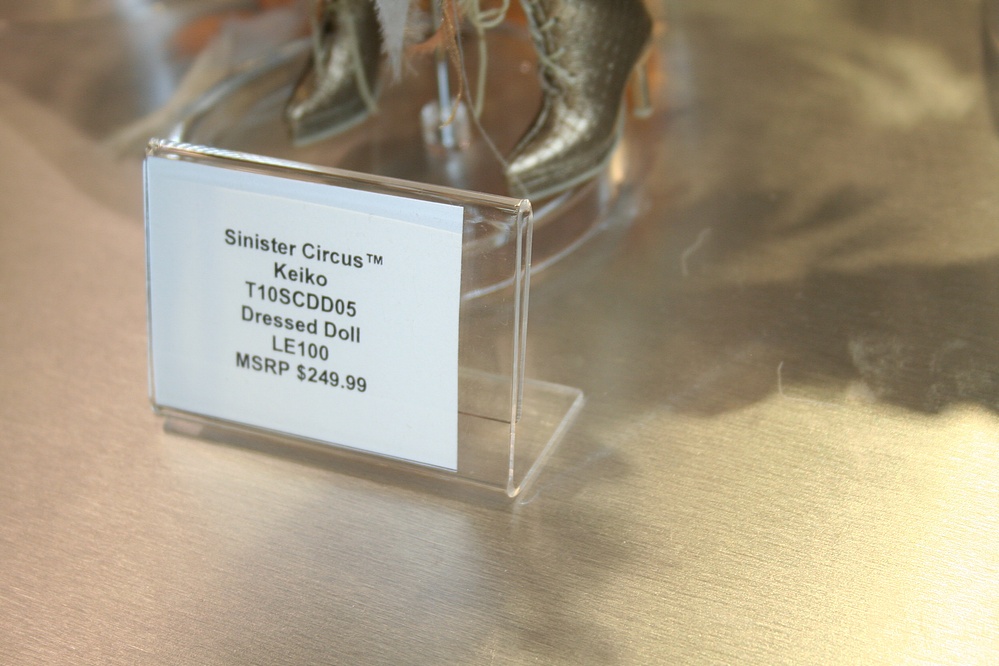 Sinister Circus™
Keiko
T10SCDD05
Dressed Doll
LE100
MSRP $249.99